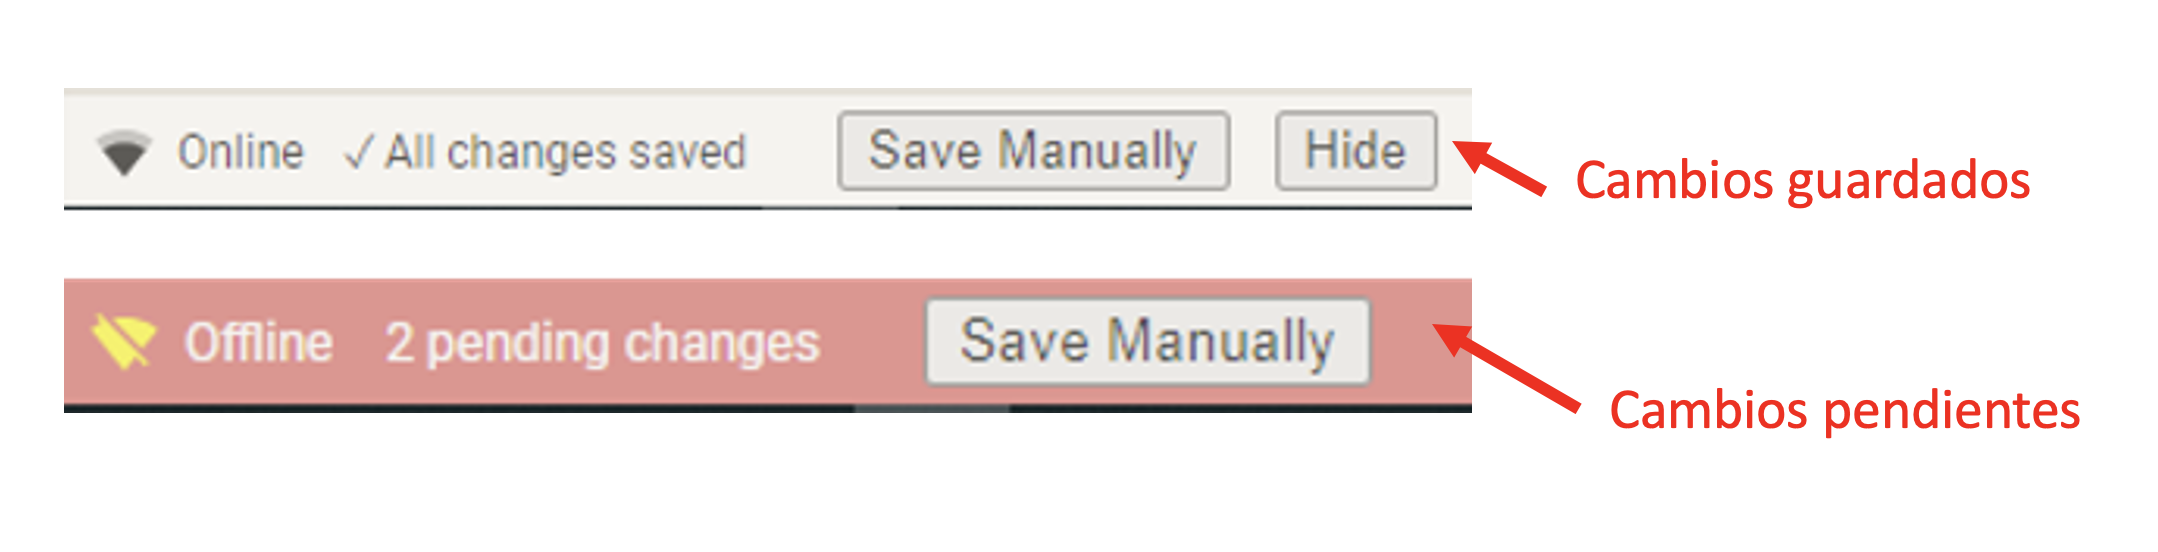 Online ✓ All changes saved Save Manually Hide
Cambios guardados
Offline 2 pending changes Save Manually
Cambios pendientes